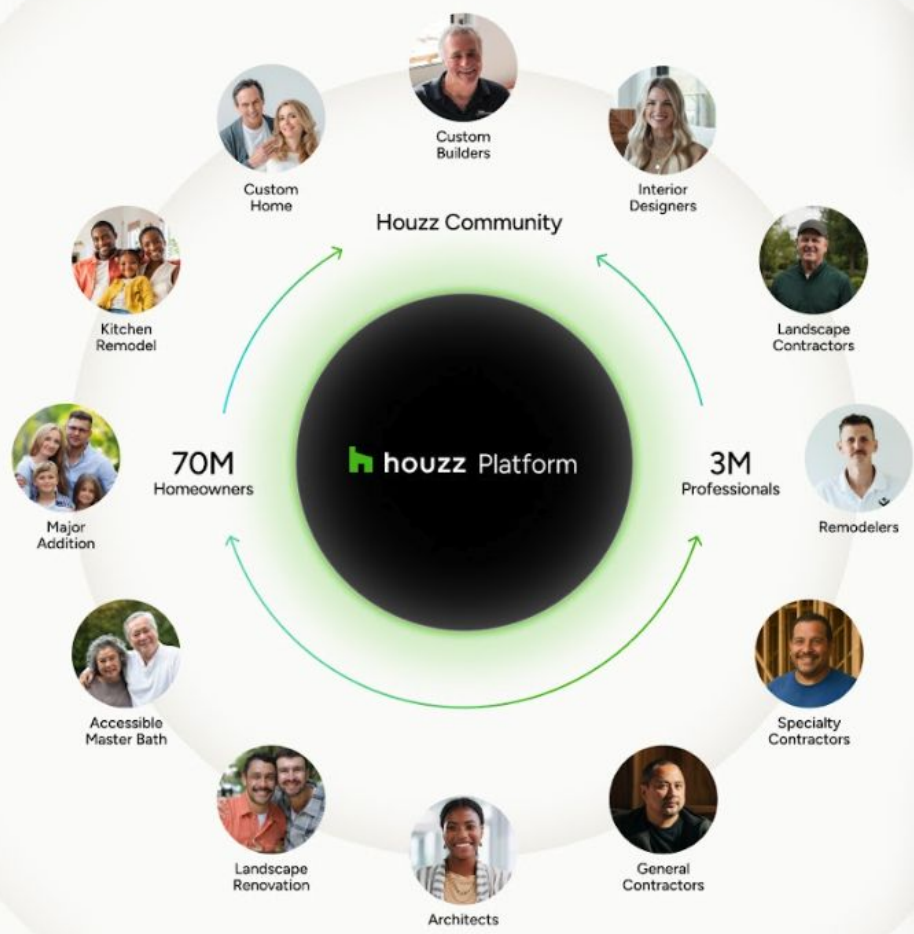 Custom
Builders
Custom
Home
Interior
Designers
Houzz Community
Kitchen
Remodel
Landscape
Contractors
70M
Homeowners
houzz Platform
3M
Professionals
Major
Addition
Remodelers
Accessible
Master Bath
Specialty
Contractors
Landscape
Renovation
General
Contractors
Architects